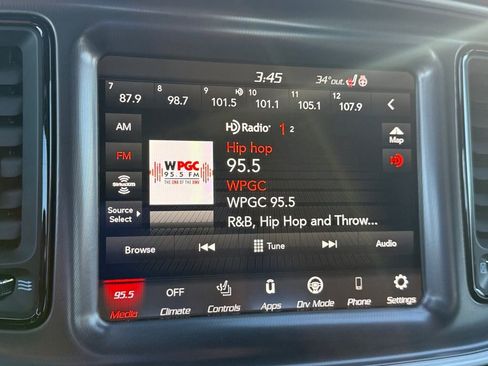 3:45 34°out.
7 8 9 HD 10 11 12
87.9 98.7 101.5 101.1 105.1 107.9
AM
HD Radio 1 2
Map
FM
Hip hop
HD
WPGC
95.5 FM
95.5
SiriusXM
WPGC
Source
Select
WPGC 95.5
R&B, Hip Hop and Throw...
Browse Tune Audio
95.5 OFF
Media Climate Controls Apps Drv Mode Phone Settings